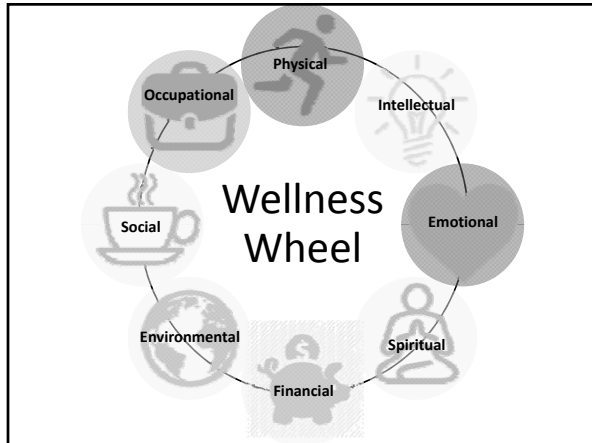 Physical
Occupational
Intellectual
Wellness
Wheel
Social
Emotional
Environmental
Spiritual
Financial
$